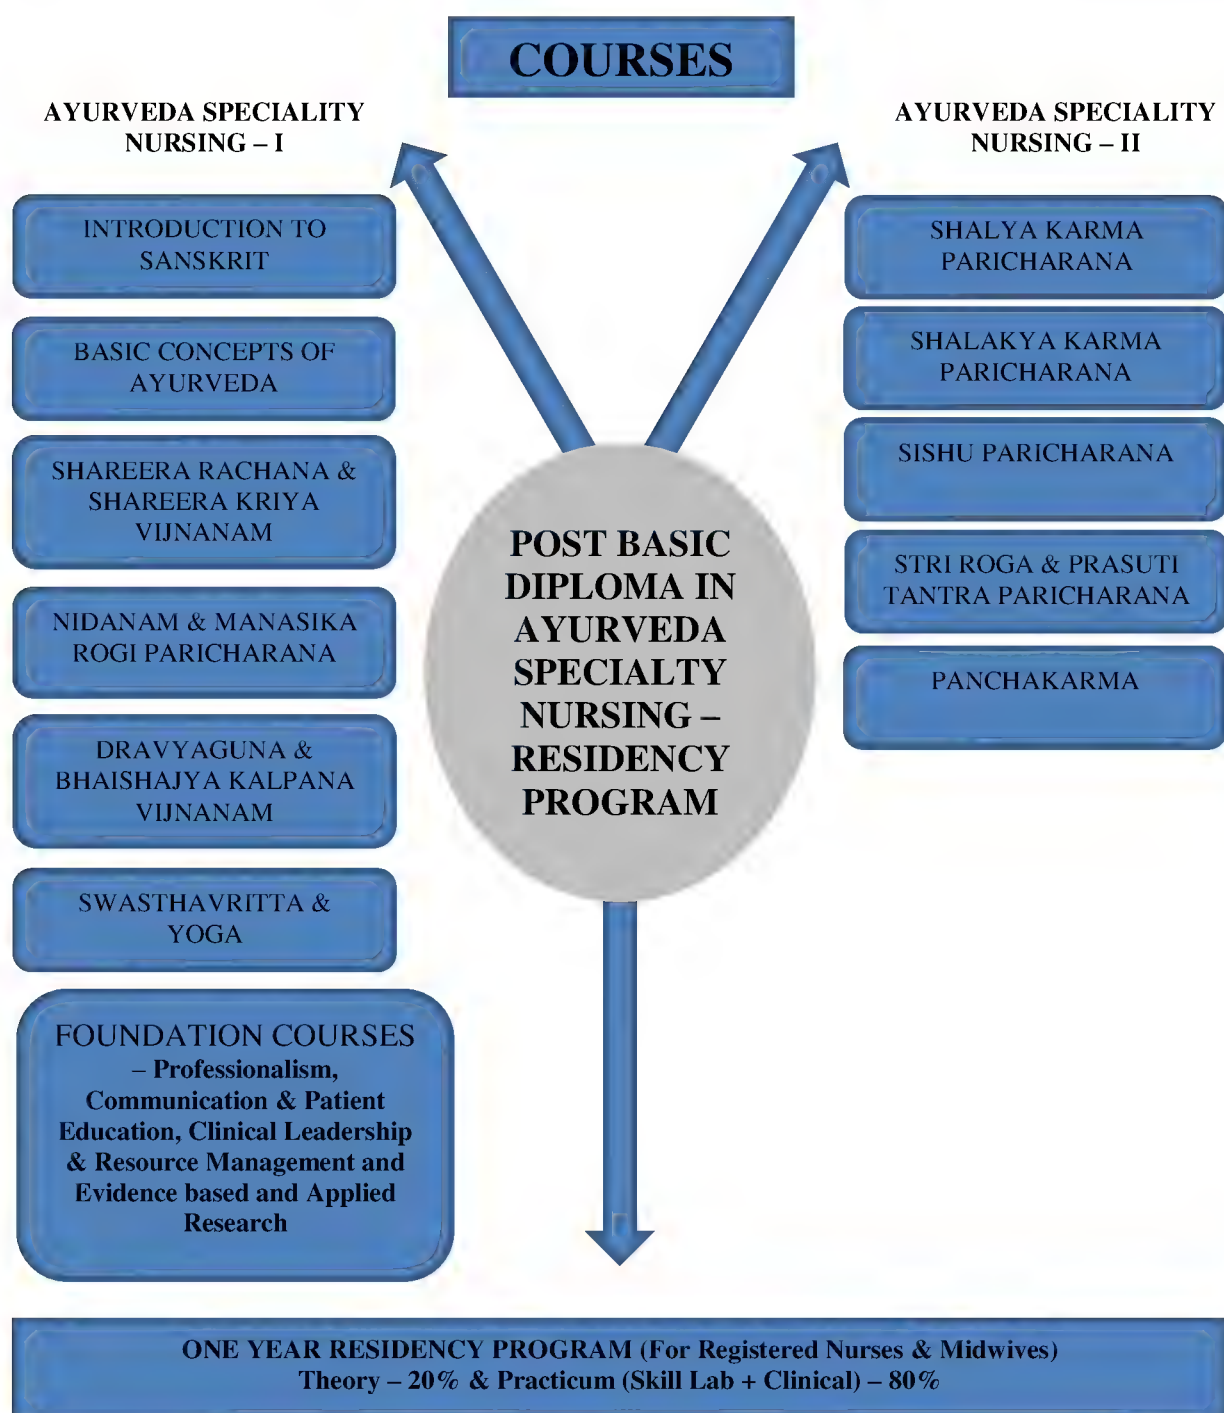 COURSES
AYURVEDA SPECIALITY
NURSING – I
INTRODUCTION TO
SANSKRIT
BASIC CONCEPTS OF
AYURVEDA
SHAREERA RACHANA &
SHAREERA KRIYA
VIJNANAM
NIDANAM & MANASIKA
ROGI PARICHARANA
DRAVYAGUNA &
BHAISHAJYA KALPANA
VIJNANAM
SWASTHAVRITTA &
YOGA
FOUNDATION COURSES
– Professionalism,
Communication & Patient
Education, Clinical Leadership
& Resource Management and
Evidence based and Applied
Research
POST BASIC
DIPLOMA IN
AYURVEDA
SPECIALTY
NURSING –
RESIDENCY
PROGRAM
AYURVEDA SPECIALITY
NURSING – II
SHALYA KARMA
PARICHARANA
SHALAKYA KARMA
PARICHARANA
SISHU PARICHARANA
STRI ROGA & PRASUTI
TANTRA PARICHARANA
PANCHAKARMA
ONE YEAR RESIDENCY PROGRAM (For Registered Nurses & Midwives)
Theory – 20% & Practicum (Skill Lab + Clinical) – 80%